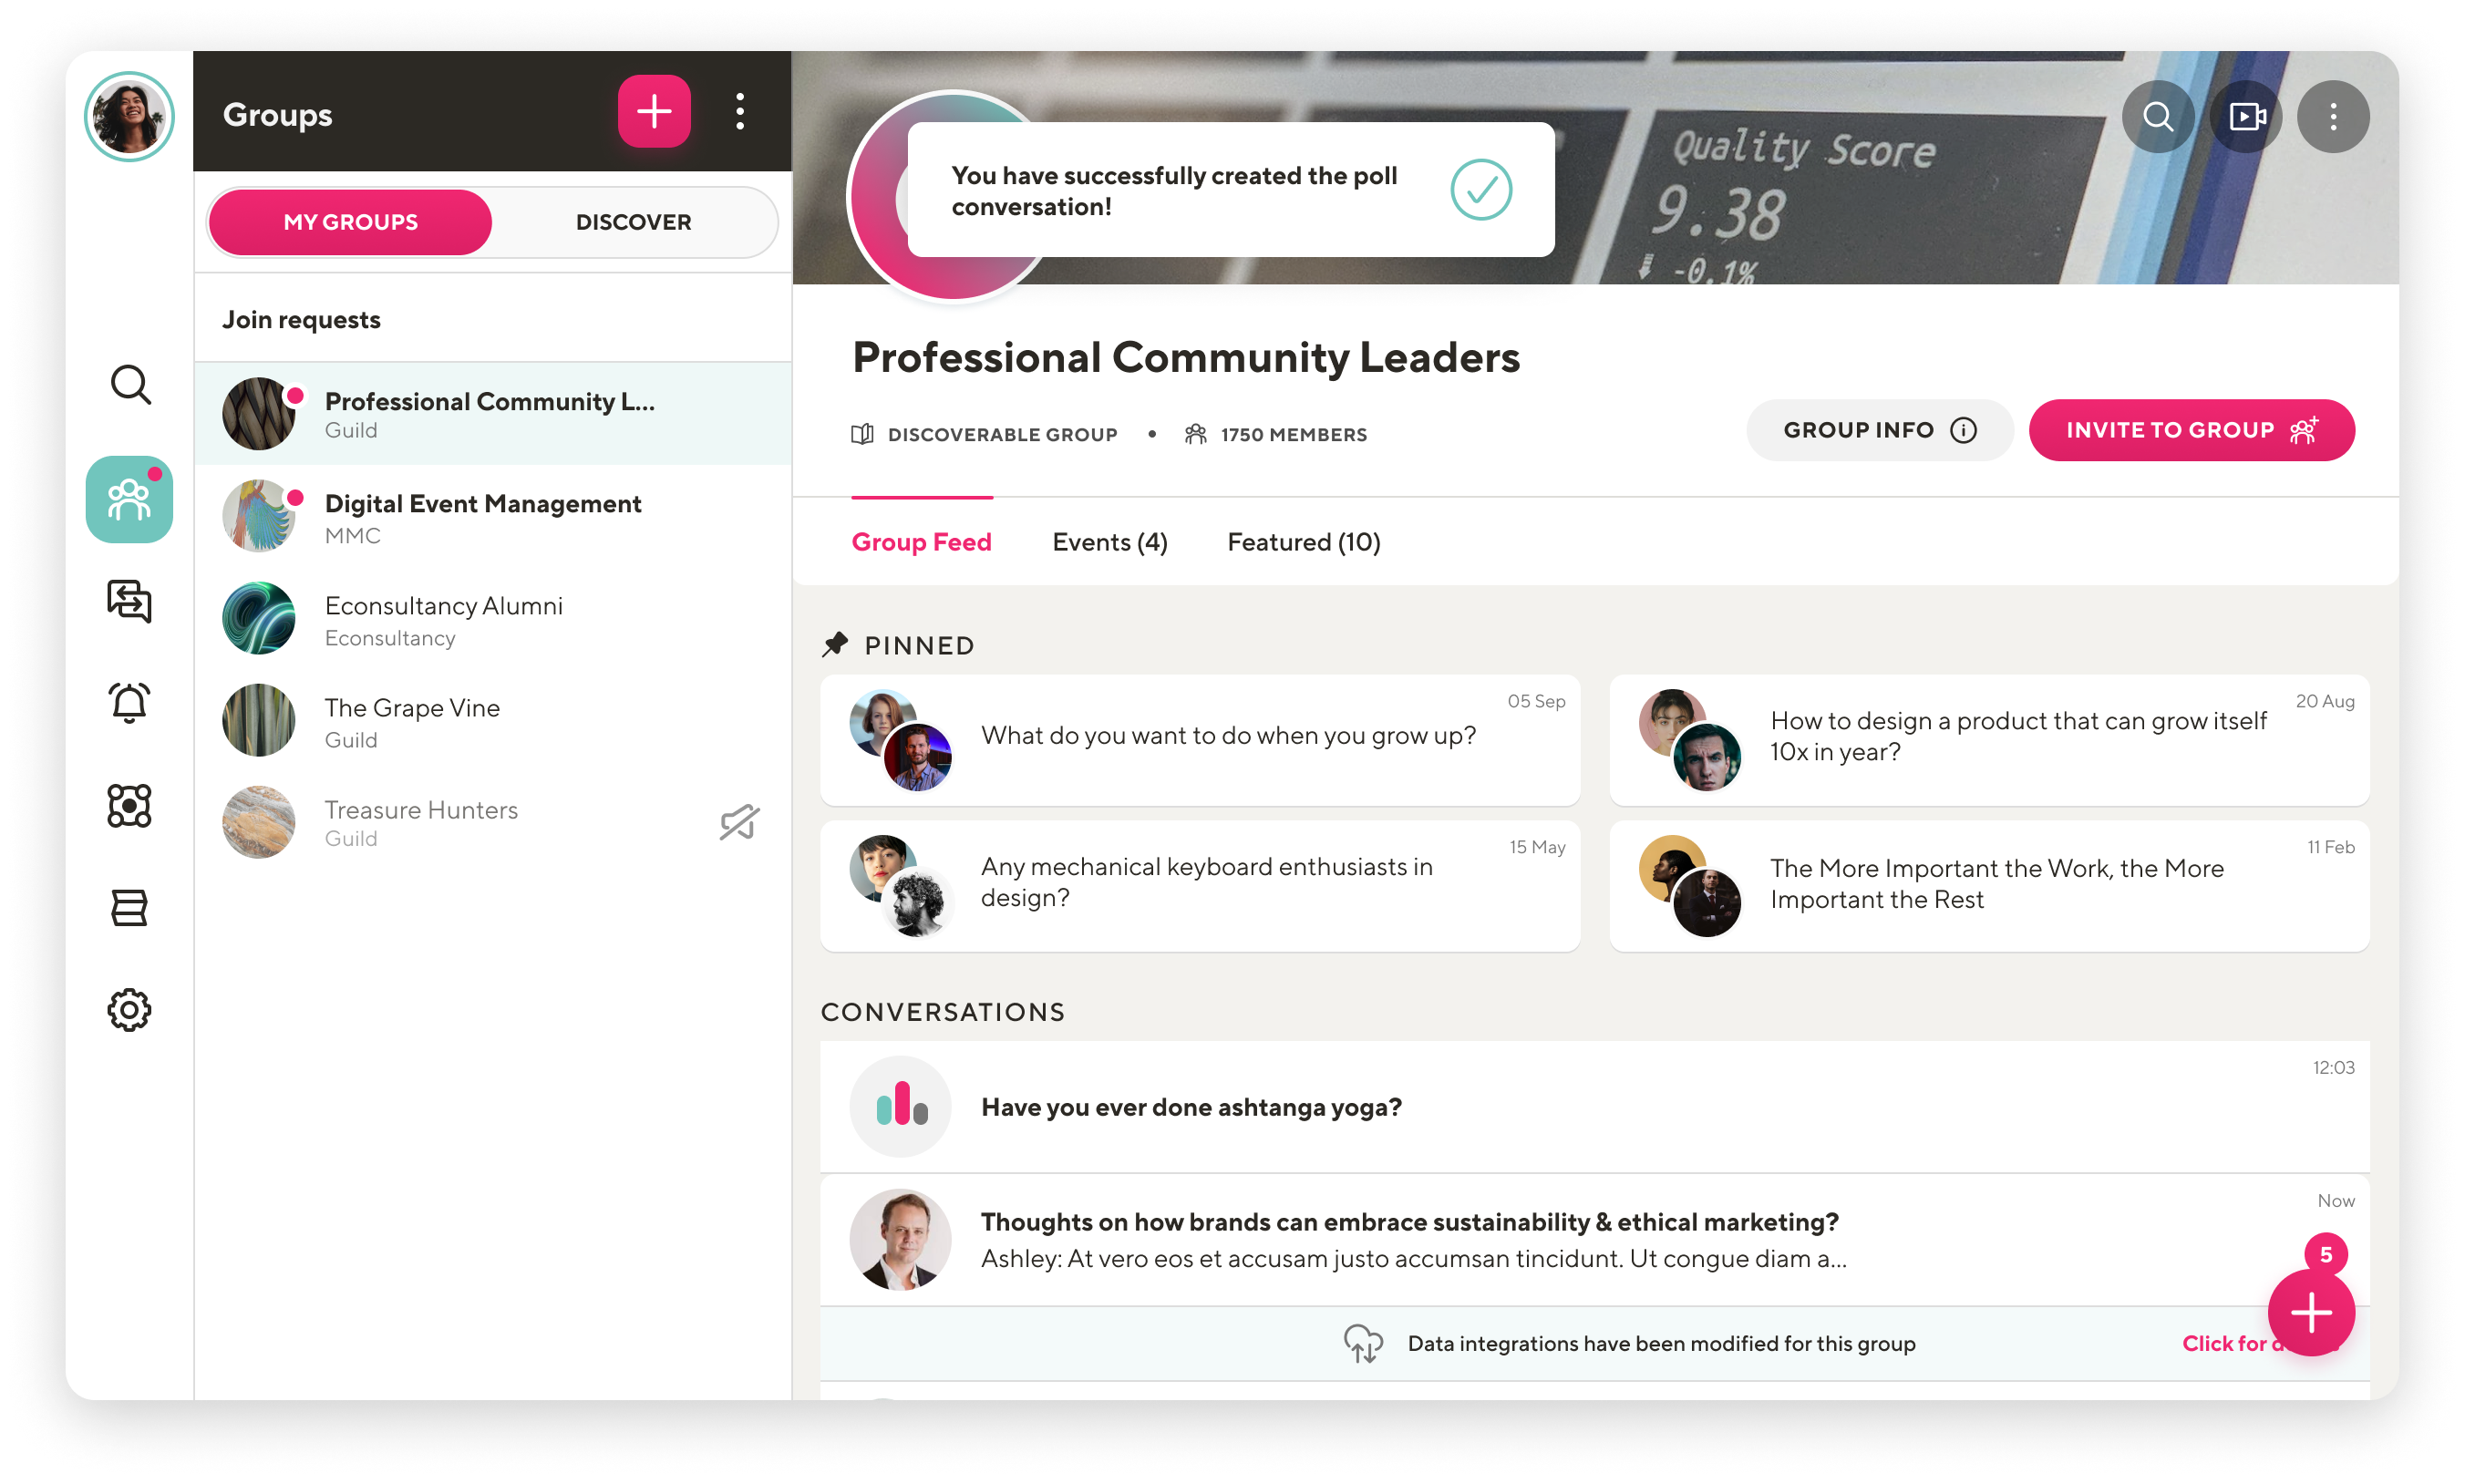 Groups
MY GROUPS
DISCOVER
Join requests
Professional Community L...
Guild
Digital Event Management
MMC
Econsultancy Alumni
Econsultancy
The Grape Vine
Guild
Treasure Hunters
Guild
You have successfully created the poll
conversation!
Quality Score
9.38
-0.1%
Professional Community Leaders
DISCOVERABLE GROUP • 1750 MEMBERS
GROUP INFO
INVITE TO GROUP
Group Feed
Events (4)
Featured (10)
PINNED
05 Sep
What do you want to do when you grow up?
20 Aug
How to design a product that can grow itself
10x in year?
15 May
Any mechanical keyboard enthusiasts in
design?
11 Feb
The More Important the Work, the More
Important the Rest
CONVERSATIONS
12:03
Have you ever done ashtanga yoga?
Now
Thoughts on how brands can embrace sustainability & ethical marketing?
Ashley: At vero eos et accusam justo accumsan tincidunt. Ut congue diam a...
5
Data integrations have been modified for this group
Click for